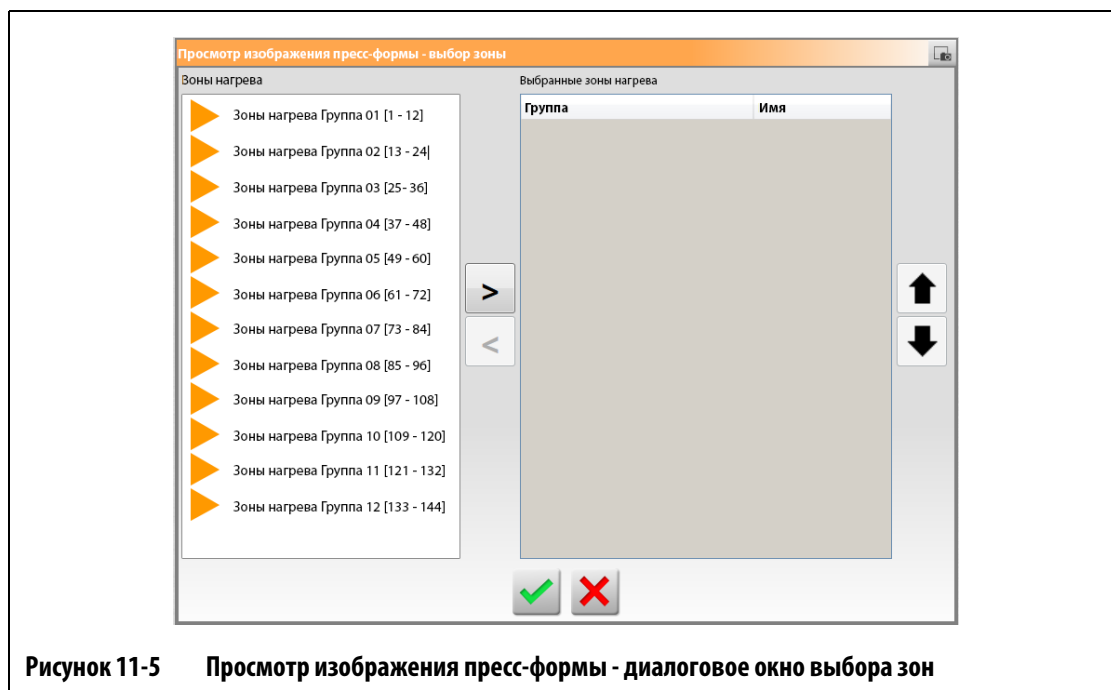 Просмотр изображения пресс-формы - выбор зоны
Зоны нагрева
Выбранные зоны нагрева
Группа Имя
Зоны нагрева Группа 01 [1 - 12]
Зоны нагрева Группа 02 [13 - 24|
Зоны нагрева Группа 03 [25- 36]
Зоны нагрева Группа 04 [37 - 48]
Зоны нагрева Группа 05 [49 - 60]
Зоны нагрева Группа 06 [61 - 72]
Зоны нагрева Группа 07 [73 - 84]
Зоны нагрева Группа 08 [85 - 96]
Зоны нагрева Группа 09 [97 - 108]
Зоны нагрева Группа 10 [109 - 120]
Зоны нагрева Группа 11 [121 - 132]
Зоны нагрева Группа 12 [133 - 144]
>
<
Рисунок 11-5 Просмотр изображения пресс-формы - диалоговое окно выбора зон